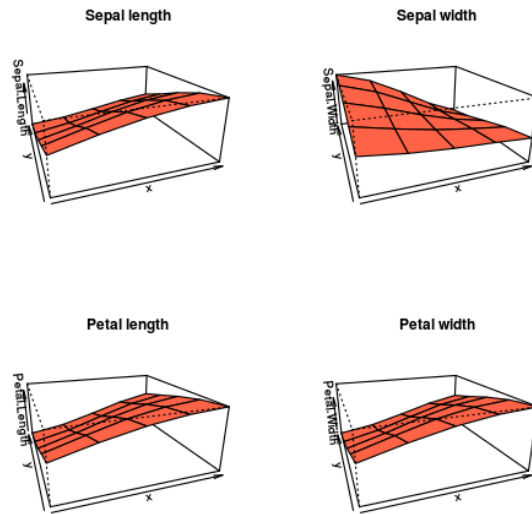 Sepal length
Sepal width
Sepal.Length
y
x
Sepal.Width
y
x
Petal length
Petal width
Petal.Length
y
x
Petal.Width
y
x